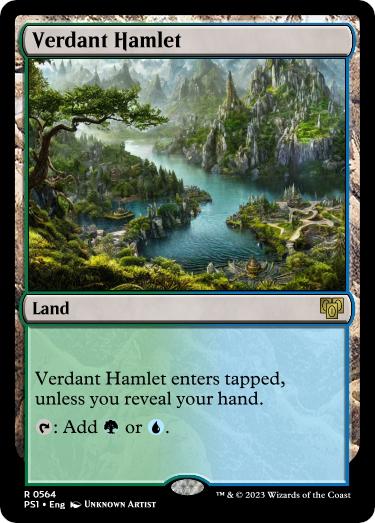 Verdant Hamlet
Land
Verdant Hamlet enters tapped,
unless you reveal your hand.
: Add or .
R 0564
PS1 • Eng Unknown Artist
™ & © 2023 Wizards of the Coast